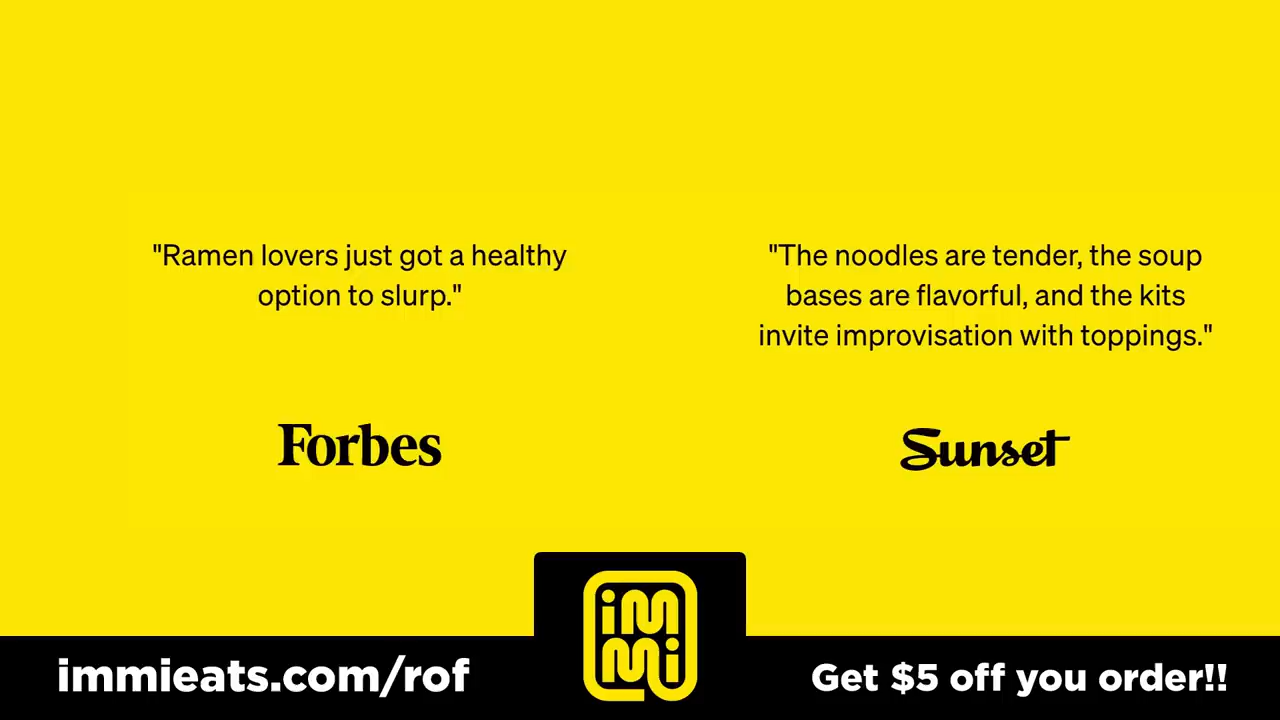 "Ramen lovers just got a healthy
option to slurp."
Forbes
"The noodles are tender, the soup
bases are flavorful, and the kits
invite improvisation with toppings."
Sunset
immieats.com/rof
iMMi
Get $5 off you order!!